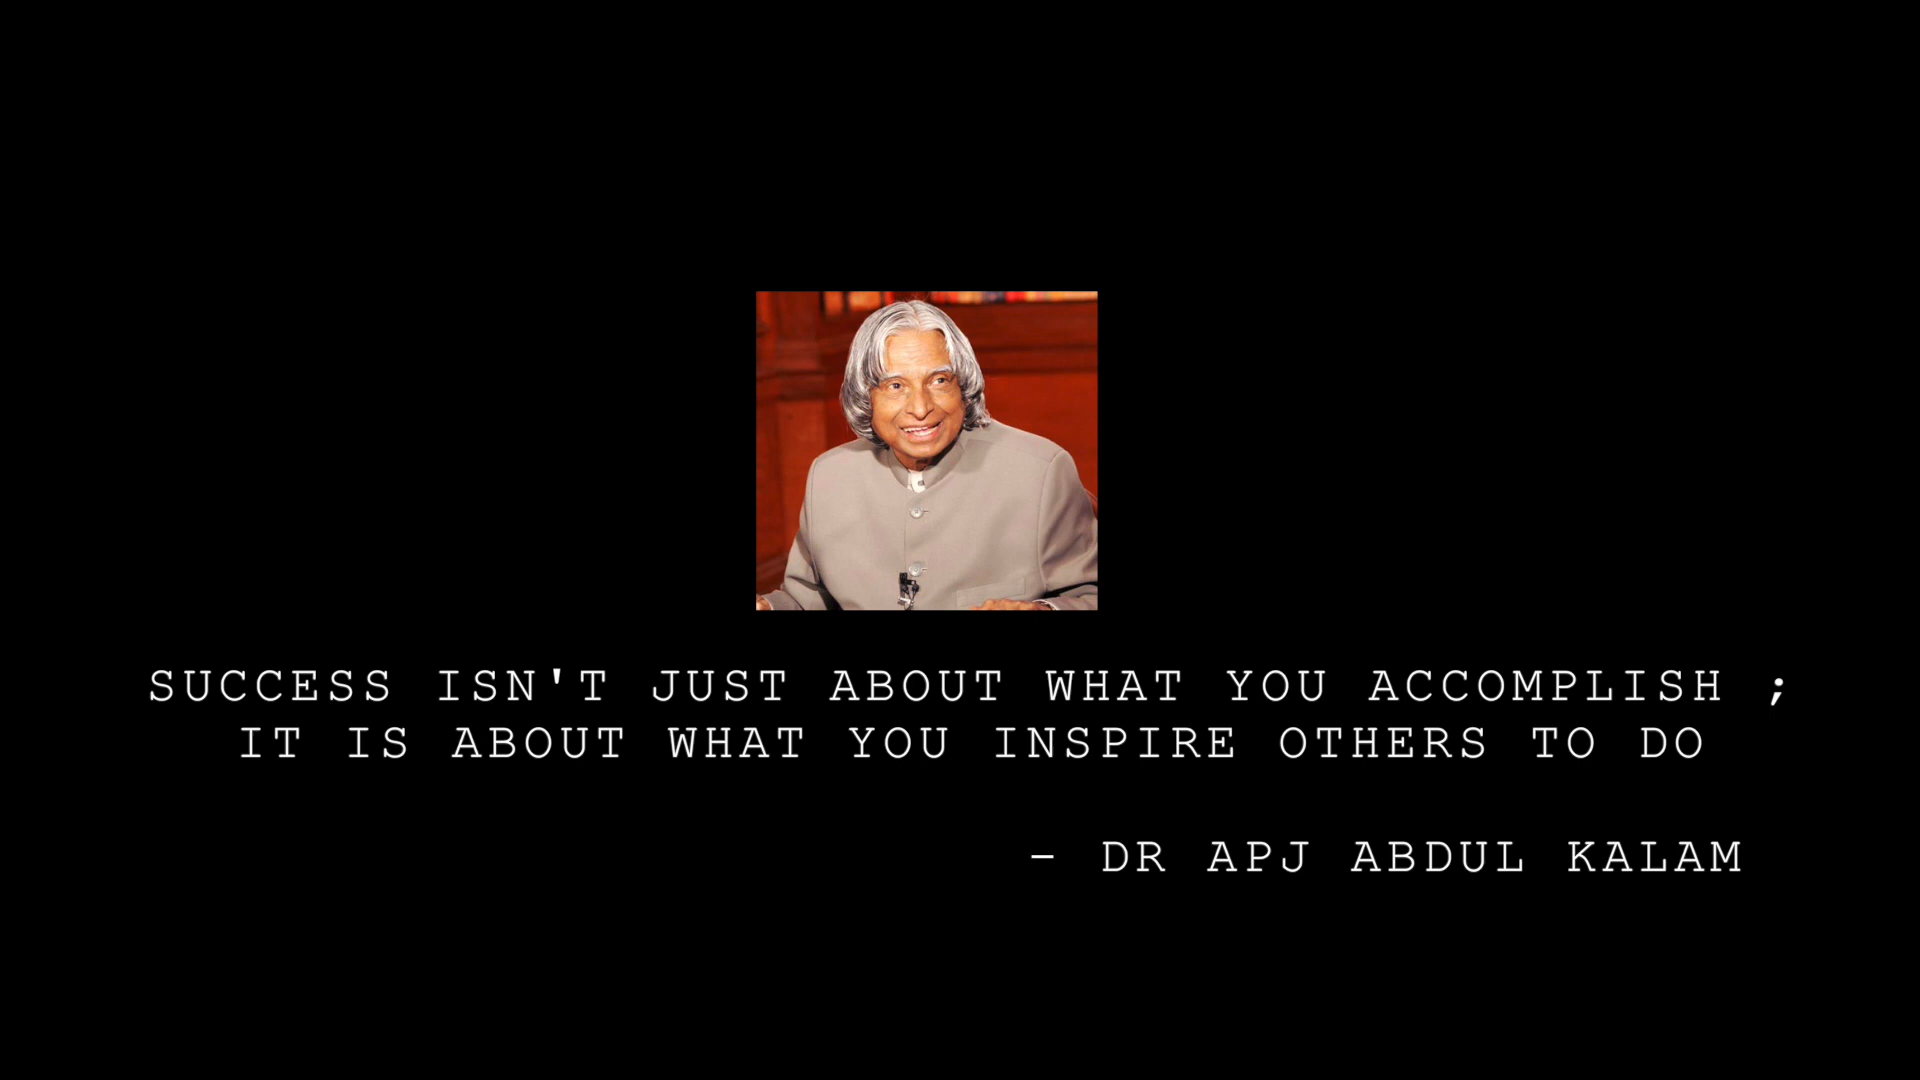 SUCCESS ISN'T JUST ABOUT WHAT YOU ACCOMPLISH ;
IT IS ABOUT WHAT YOU INSPIRE OTHERS TO DO
- DR APJ ABDUL KALAM